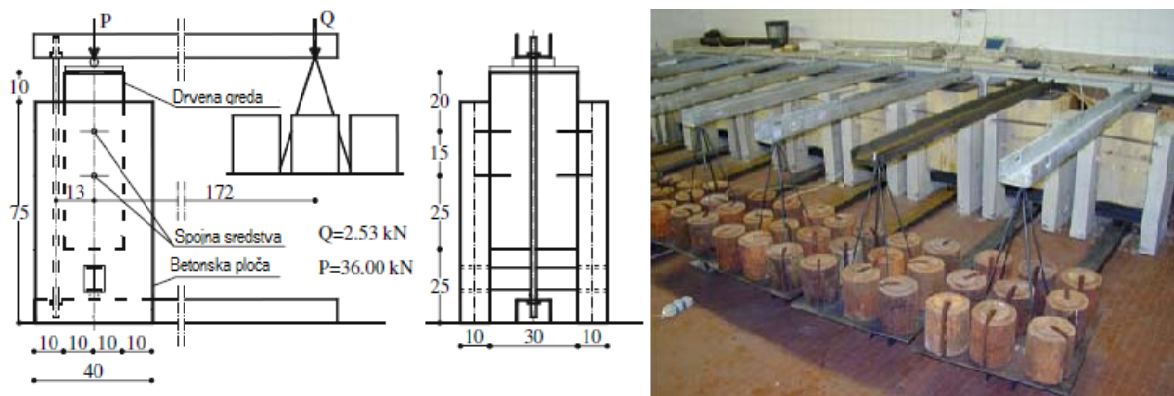 P
Q
10
Drvena greda
75
13
172
Spojna sredstva
Q=2.53 kN
Betonska ploča
P=36.00 kN
10 10 10 10
40
20
15
25
25
10 30 10